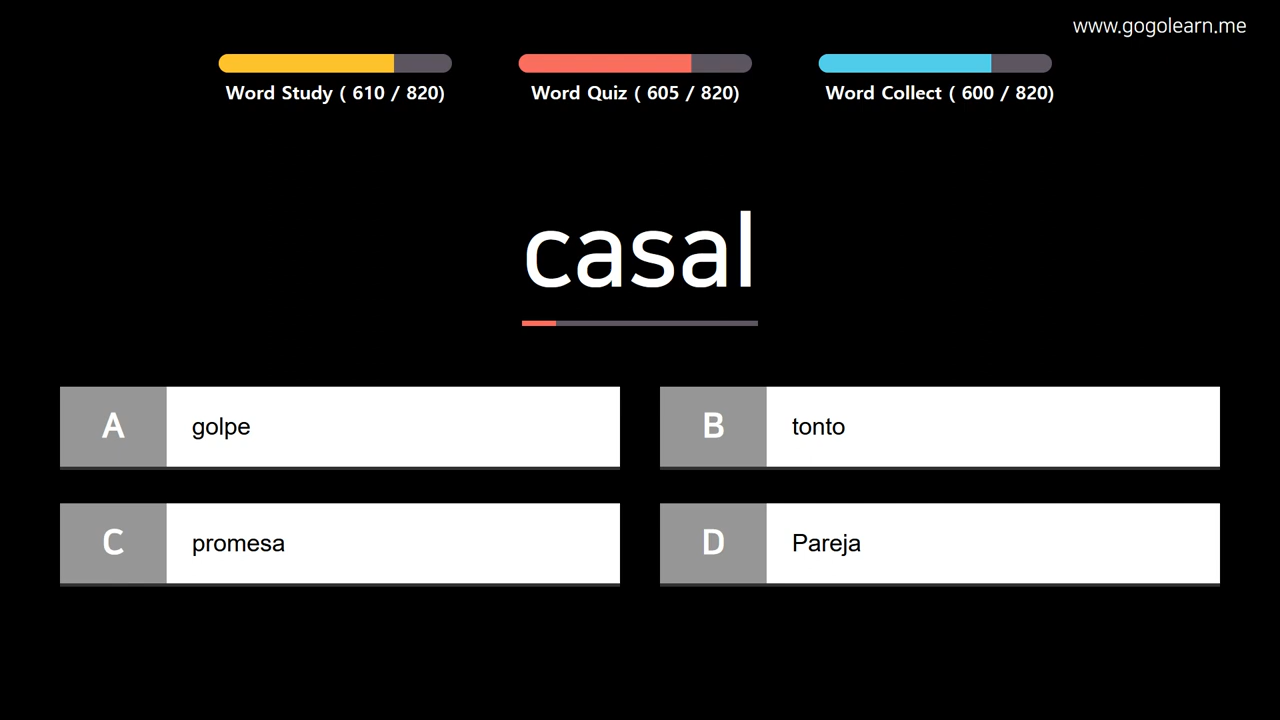 www.gogolearn.me
Word Study ( 610 / 820)
Word Quiz ( 605 / 820)
Word Collect ( 600 / 820)
casal
A golpe
B tonto
C promesa
D Pareja